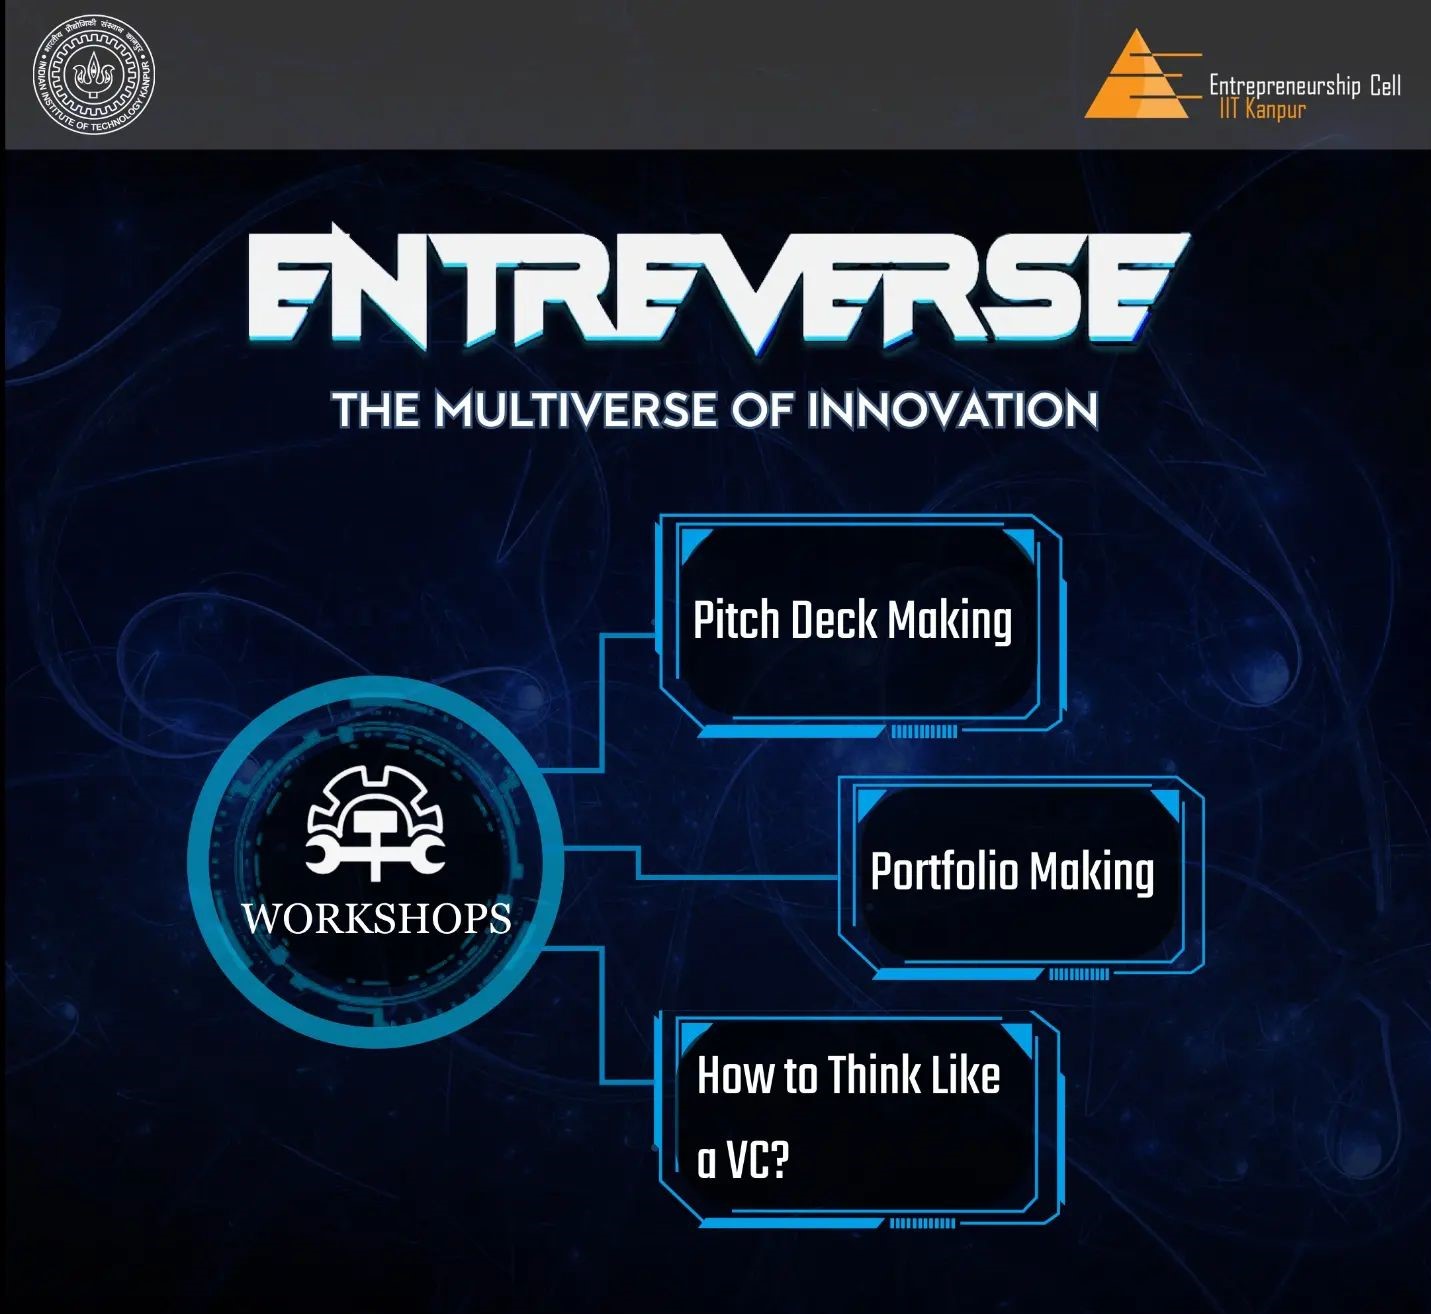 भारतीय प्रौद्योगिकी संस्थान कानपुर
INDIAN INSTITUTE OF TECHNOLOGY KANPUR
Entrepreneurship Cell
IIT Kanpur
ENTREVERSE
THE MULTIVERSE OF INNOVATION
Pitch Deck Making
Portfolio Making
WORKSHOPS
How to Think Like
a VC?